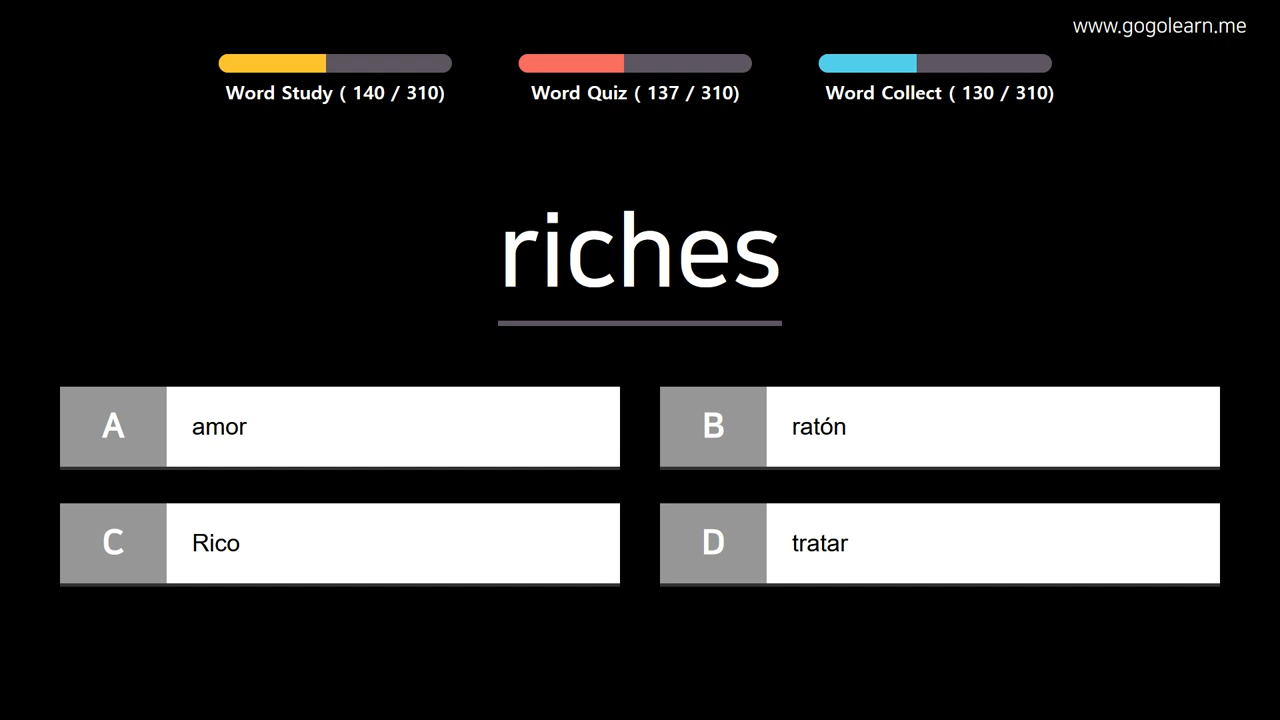 www.gogolearn.me
Word Study ( 140 / 310)
Word Quiz ( 137 / 310)
Word Collect ( 130 / 310)
riches
A
amor
B
ratón
C
Rico
D
tratar